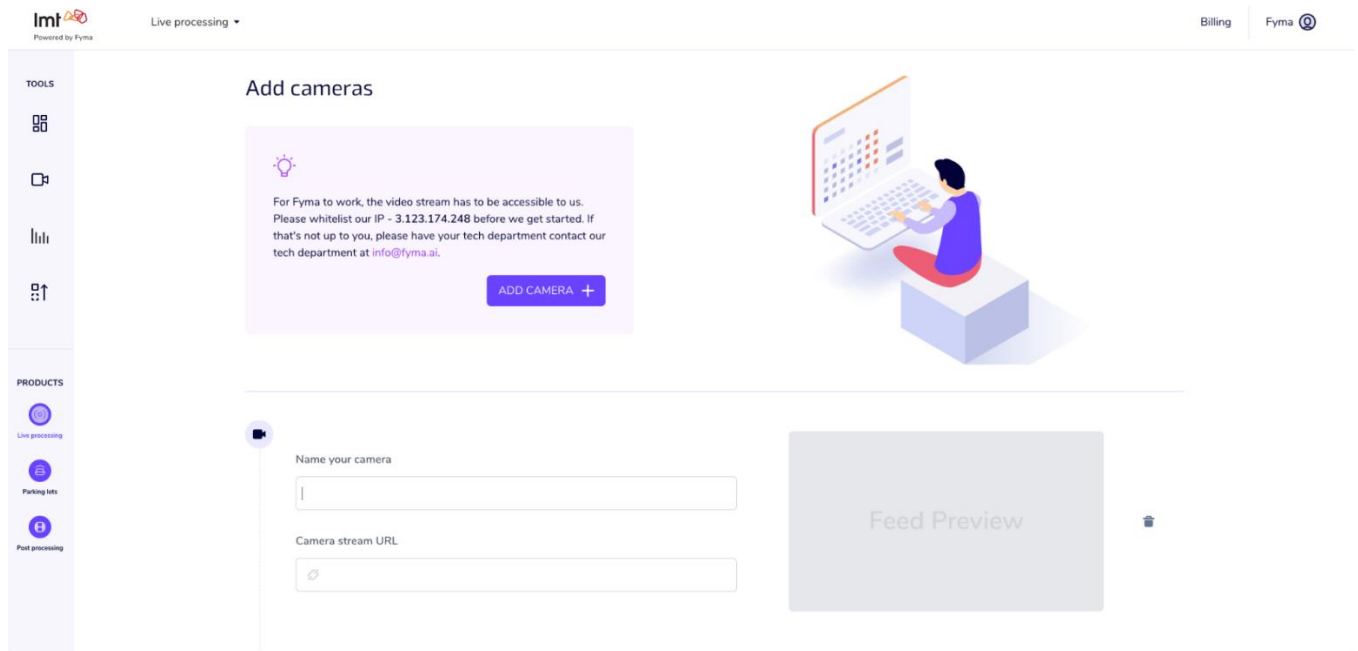 lmt
Powered by Fyma
Live processing
Billing
Fyma
TOOLS
PRODUCTS
Live processing
Parking lots
Post processing
Add cameras
For Fyma to work, the video stream has to be accessible to us.
Please whitelist our IP - 3.123.174.248 before we get started. If
that's not up to you, please have your tech department contact our
tech department at info@fyma.ai.
ADD CAMERA +
Name your camera
Camera stream URL
Feed Preview